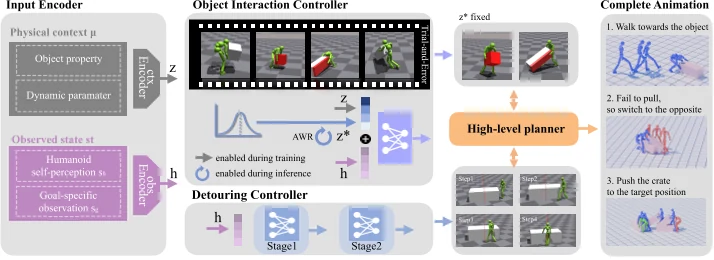 Input Encoder
Physical context μ
Object property
Dynamic paramater
ctx
Encoder
z
Observed state st
Humanoid
self-perception st
Goal-specific
observation sg
obs
Encoder
h
Object Interaction Controller
Trial-and-Error
z
AWR
z*
h
enabled during training
enabled during inference
Detouring Controller
h
Stage1
Stage2
z* fixed
High-level planner
Step1
Step2
Step3
Step4
Complete Animation
1. Walk towards the object
2. Fail to pull,
so switch to the opposite
3. Push the crate
to the target position